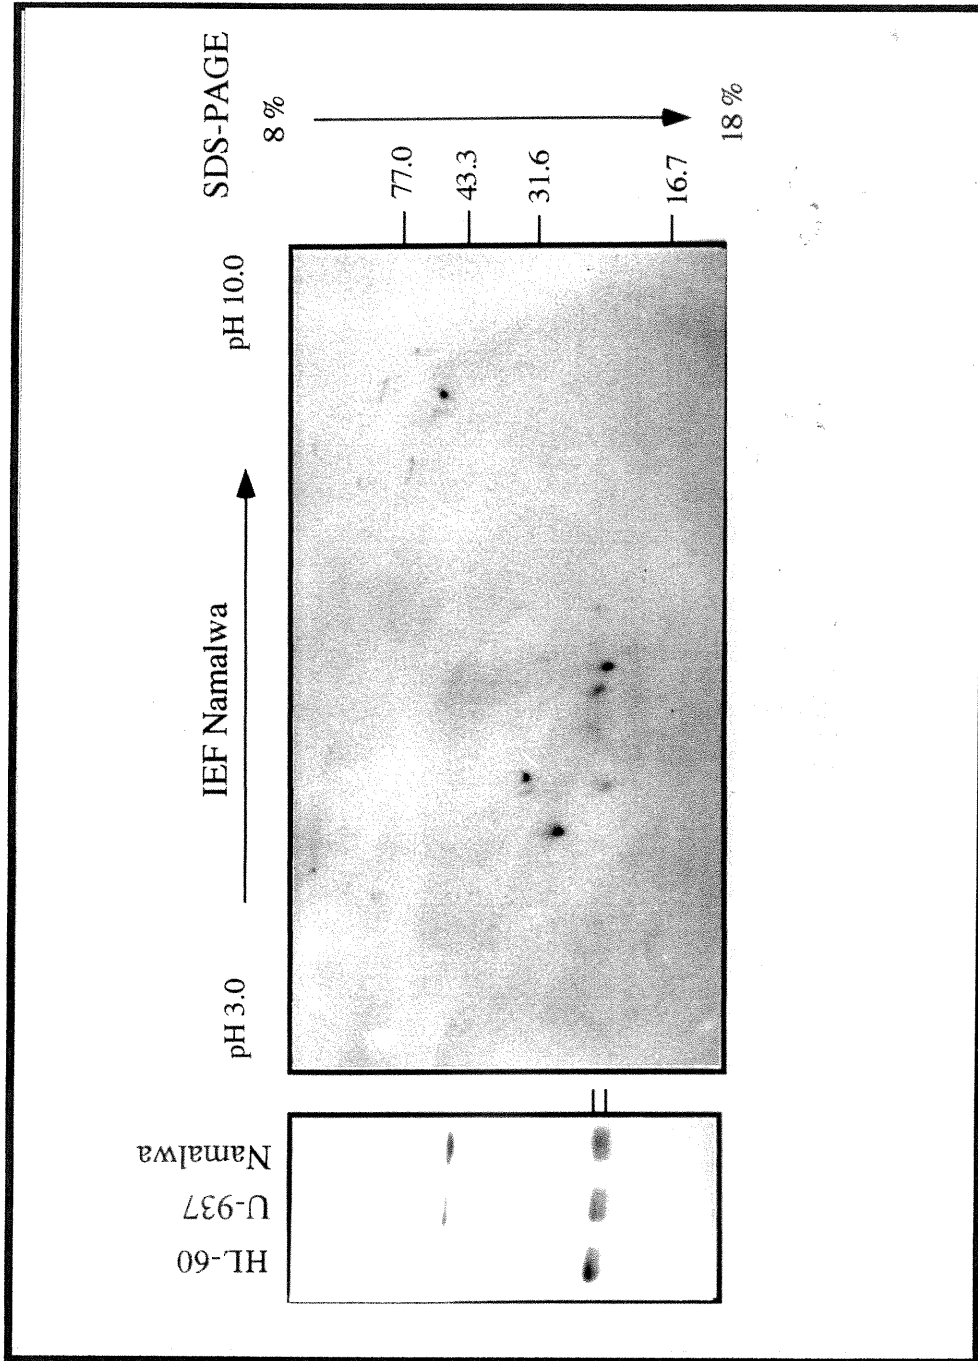 SDS-PAGE
8 %
77.0
43.3
31.6
16.7
18 %
pH 3.0
IEF Namalwa
pH 10.0
HL-60
U-937
Namalwa